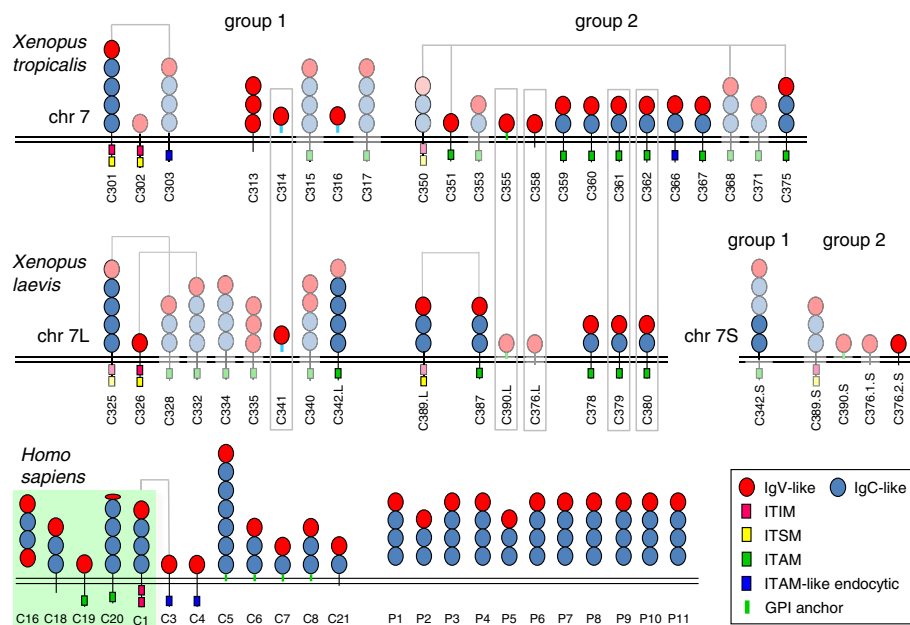 group 1
group 2
Xenopus
tropicalis
chr 7
C301
C302
C303
C313
C314
C315
C316
C317
C350
C351
C353
C355
C358
C359
C360
C361
C362
C366
C367
C368
C371
C375
Xenopus
laevis
group 1
group 2
chr 7L
chr 7S
C325
C326
C328
C332
C334
C335
C341
C340
C342.L
C389.L
C387
C390.L
C376.L
C378
C379
C380
C342.S
C389.S
C390.S
C376.1.S
C376.2.S
Homo
sapiens
C16 C18 C19 C20 C1 C3 C4 C5 C6 C7 C8 C21 P1 P2 P3 P4 P5 P6 P7 P8 P9 P10 P11
IgV-like IgC-like
ITIM
ITSM
ITAM
ITAM-like endocytic
GPI anchor